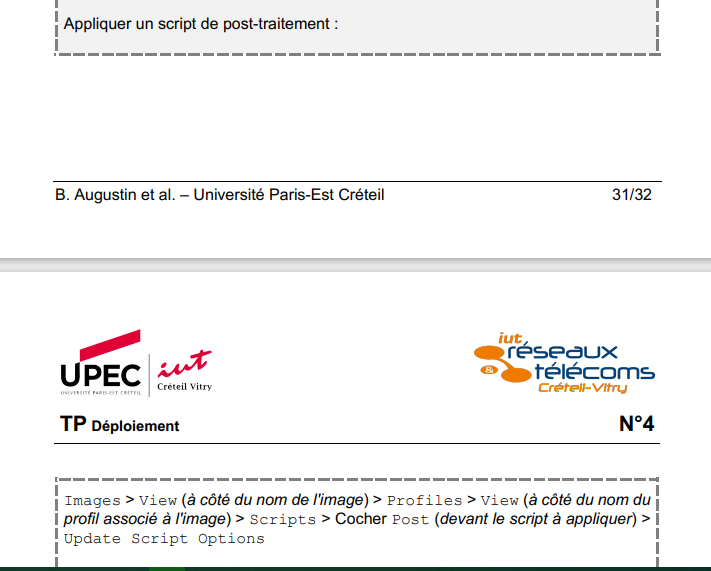 Appliquer un script de post-traitement :
B. Augustin et al. – Université Paris-Est Créteil 31/32
UPEC
UNIVERSITÉ PARIS-EST CRÉTEIL
iut
Créteil Vitry
iut
réseaux
& télécoms
Créteil-Vitry
TP Déploiement N°4
Images > View (à côté du nom de l'image) > Profiles > View (à côté du nom du
profil associé à l'image) > Scripts > Cocher Post (devant le script à appliquer) >
Update Script Options